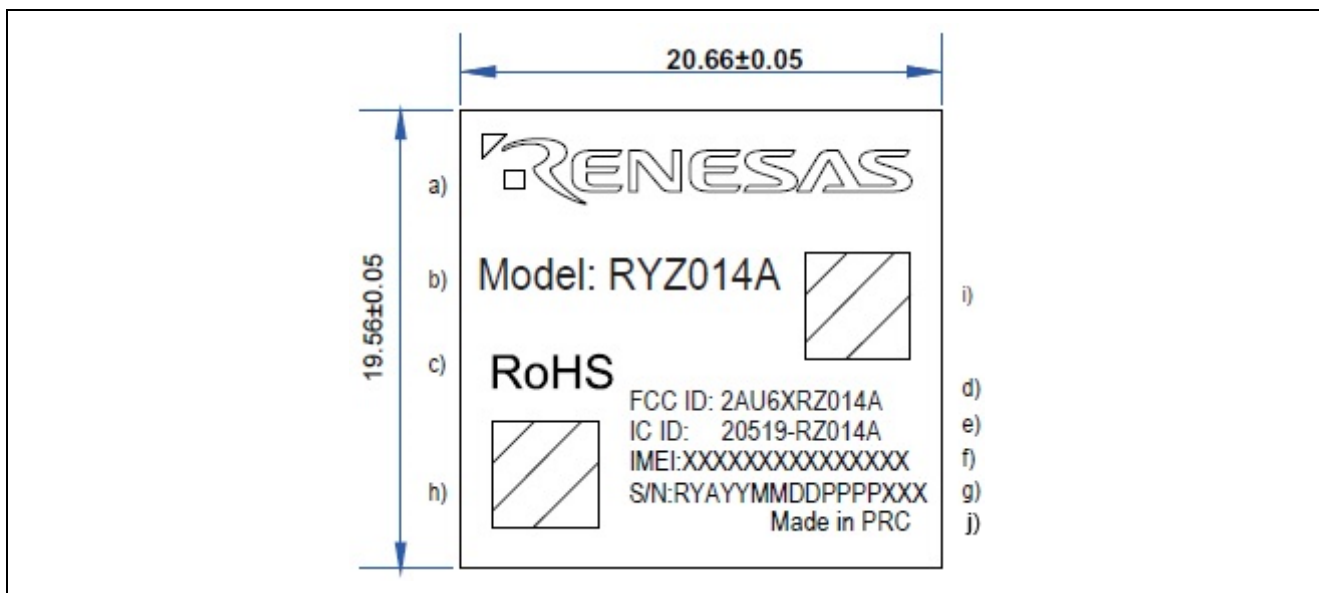 20.66±0.05
19.56±0.05
a)
RENESAS
b)
Model: RYZ014A
i)
c)
RoHS
FCC ID: 2AU6XRZ014A
d)
IC ID: 20519-RZ014A
e)
IMEI:XXXXXXXXXXXXXXX
f)
h)
S/N:RYAYYMMDDPPPPXXX
g)
Made in PRC
j)